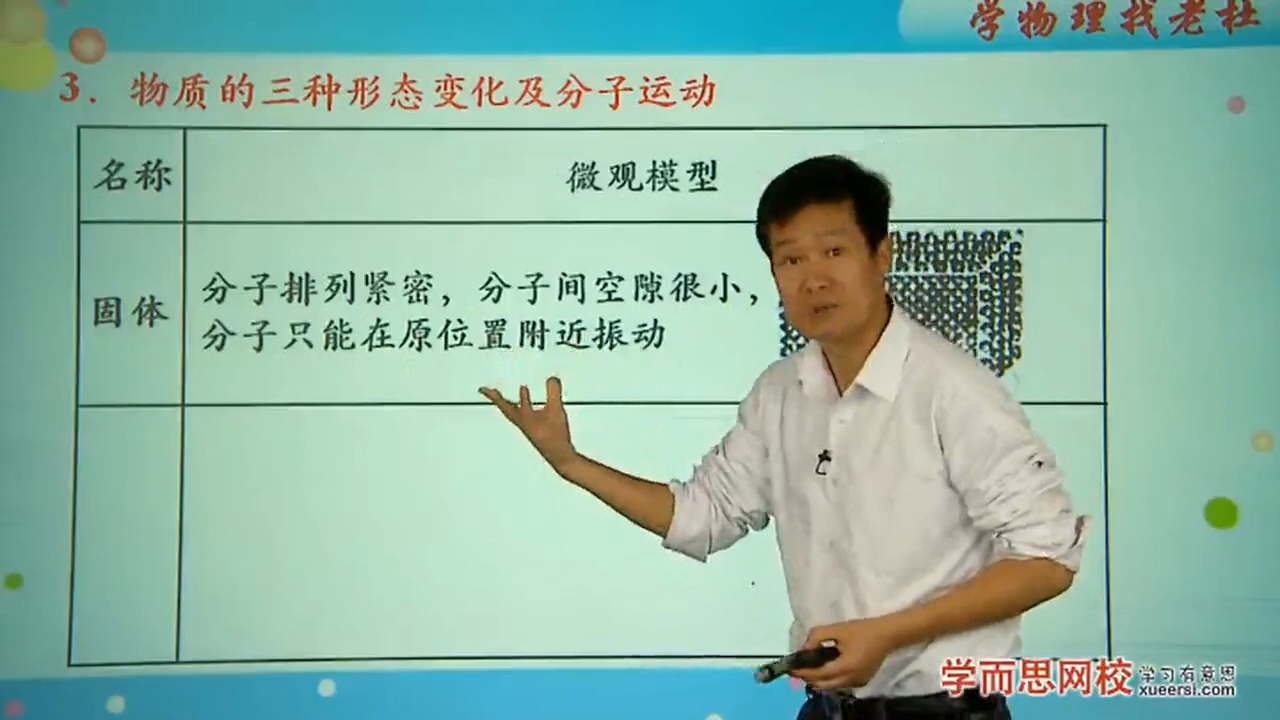 学物理找老杜
3. 物质的三种形态变化及分子运动
名称
微观模型
固体
分子排列紧密，分子间空隙很小，
分子只能在原位置附近振动
学而思网校
学习有意思
xueersi.com